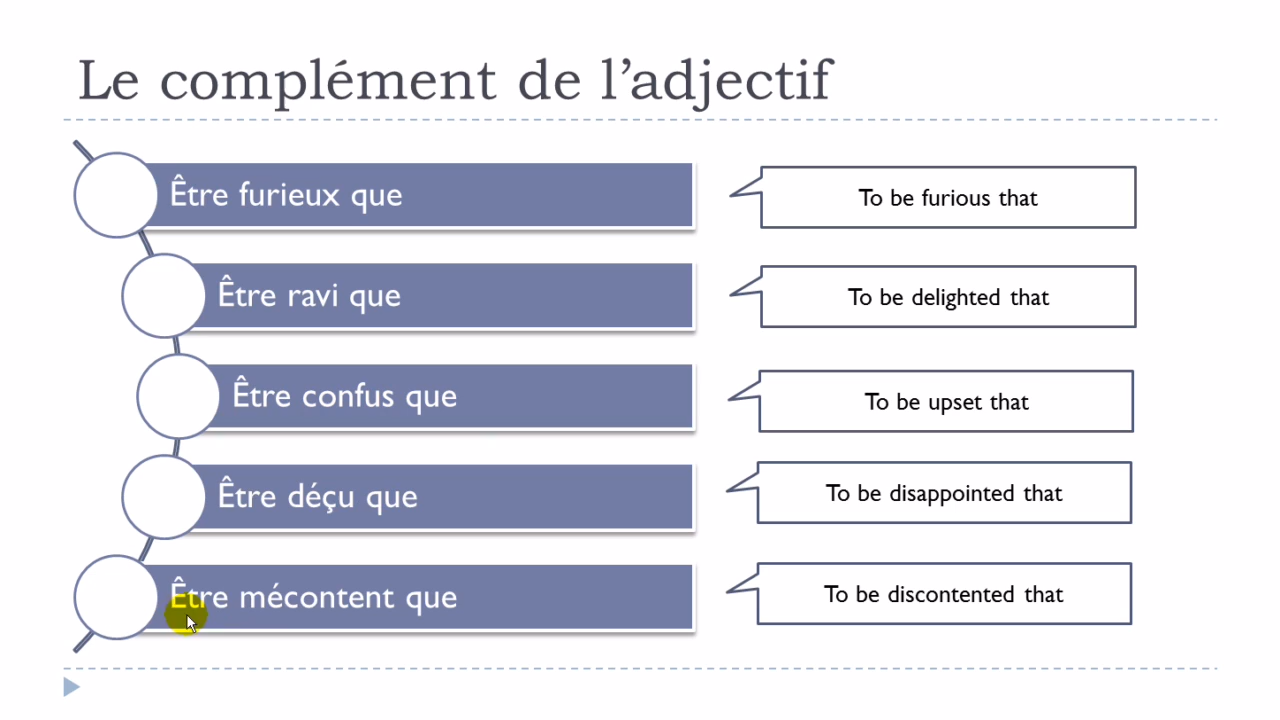 Le complément de l’adjectif
Être furieux que
To be furious that
Être ravi que
To be delighted that
Être confus que
To be upset that
Être déçu que
To be disappointed that
Être mécontent que
To be discontented that